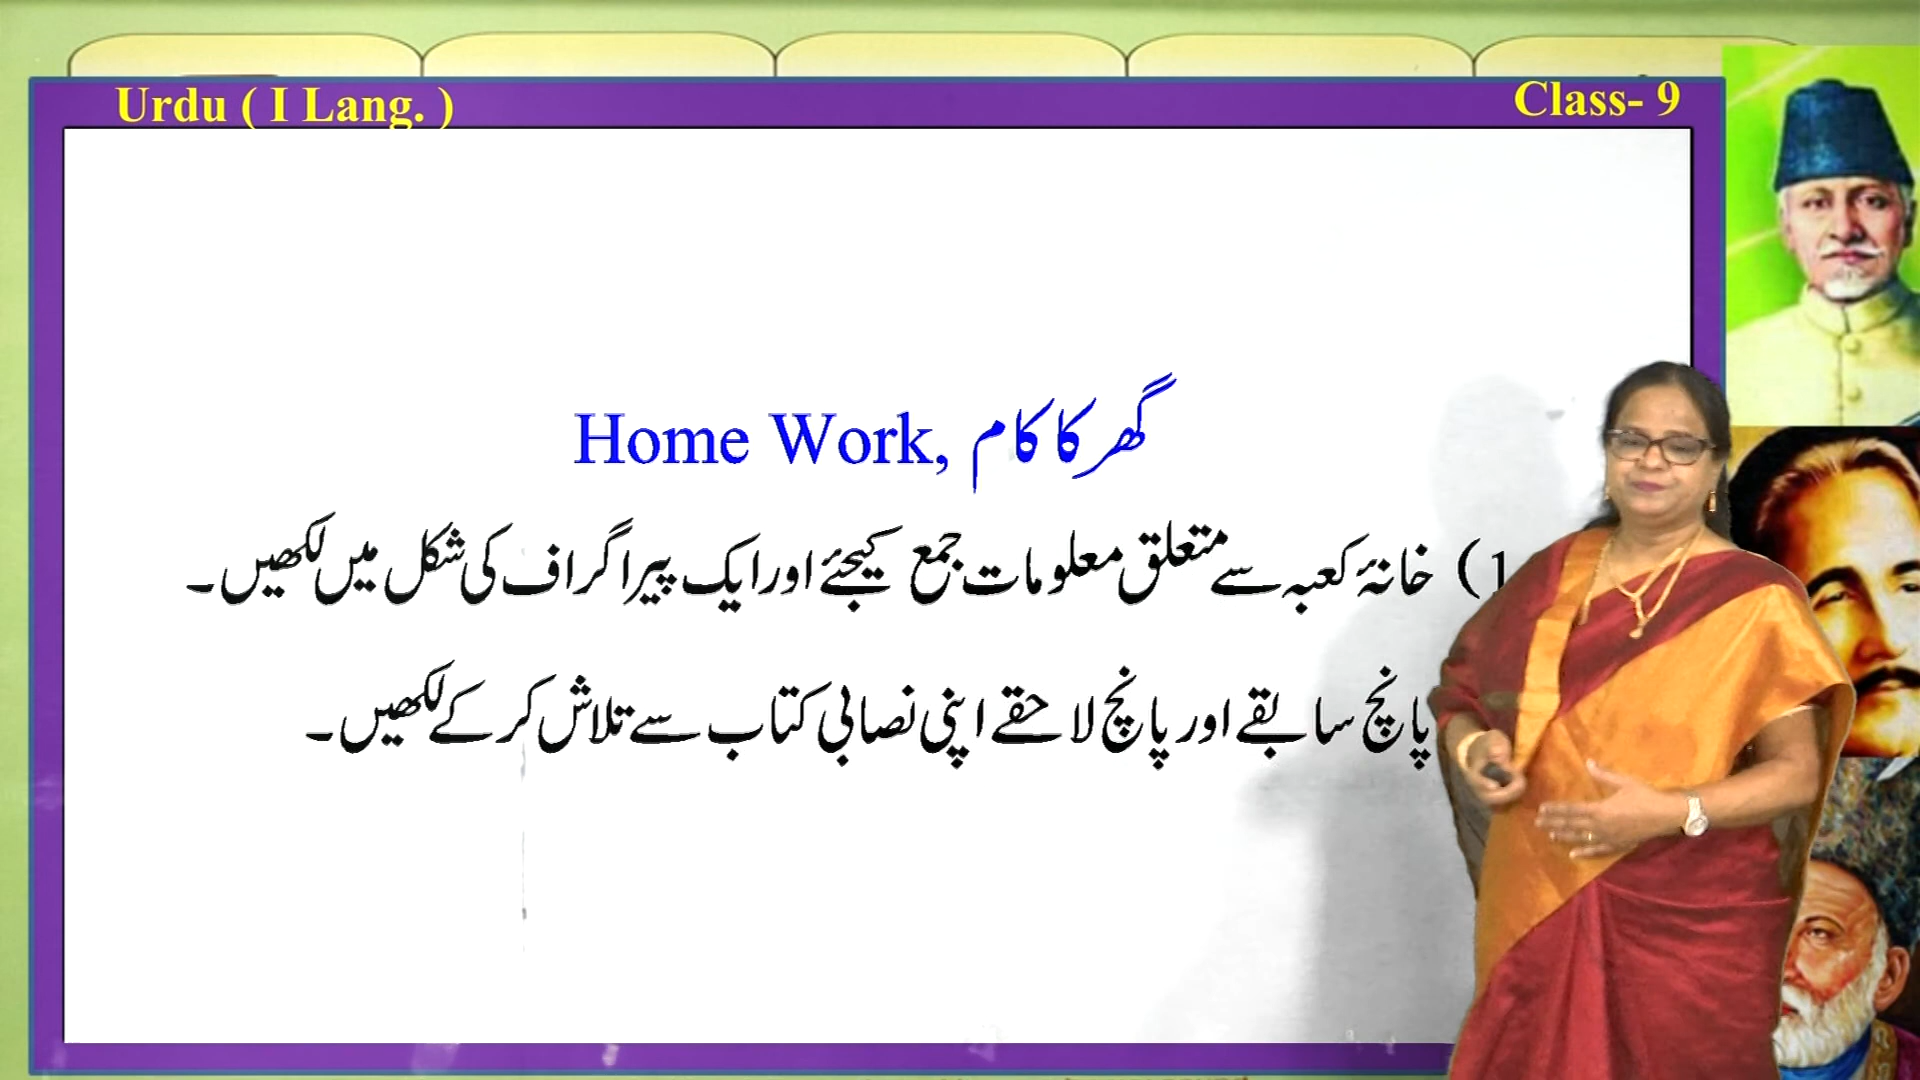 Urdu ( I Lang. )
Class- 9
Home Work, گھر کا کام
1) خانۂ کعبہ سے متعلق معلومات جمع کیجئے اور ایک پیراگراف کی شکل میں لکھیں۔
پانچ سابقے اور پانچ لاحقے اپنی نصابی کتاب سے تلاش کر کے لکھیں۔